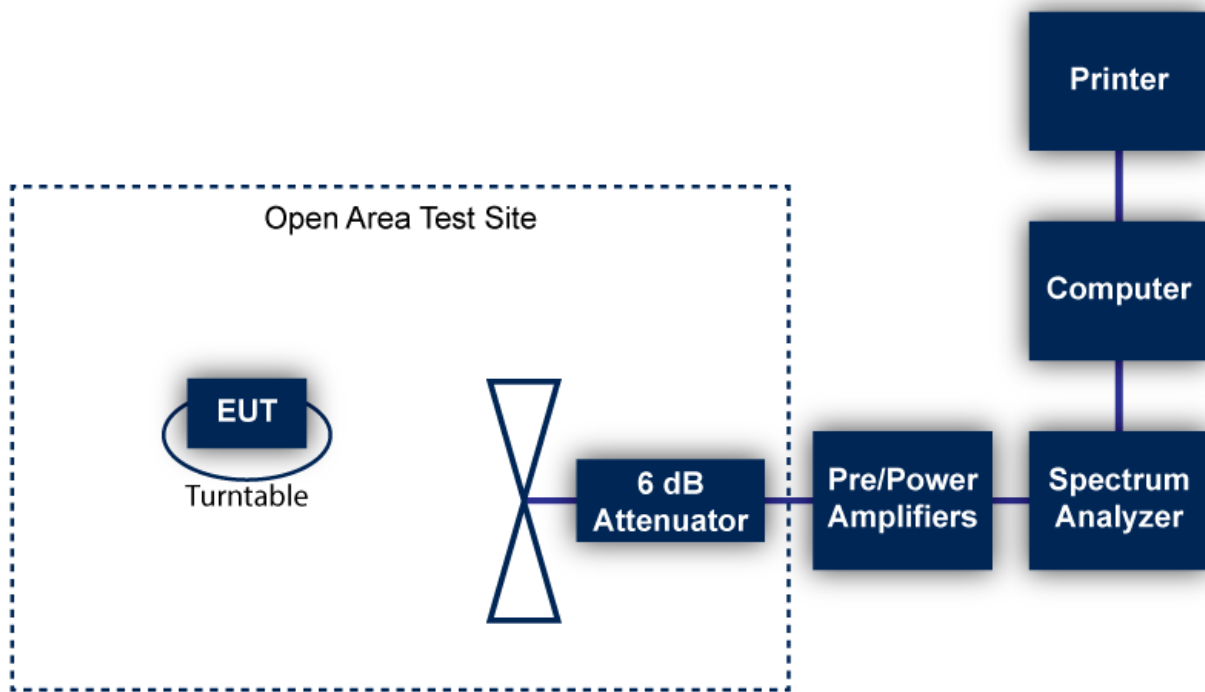 Printer
Open Area Test Site
Computer
EUT
Turntable
6 dB
Attenuator
Pre/Power
Amplifiers
Spectrum
Analyzer